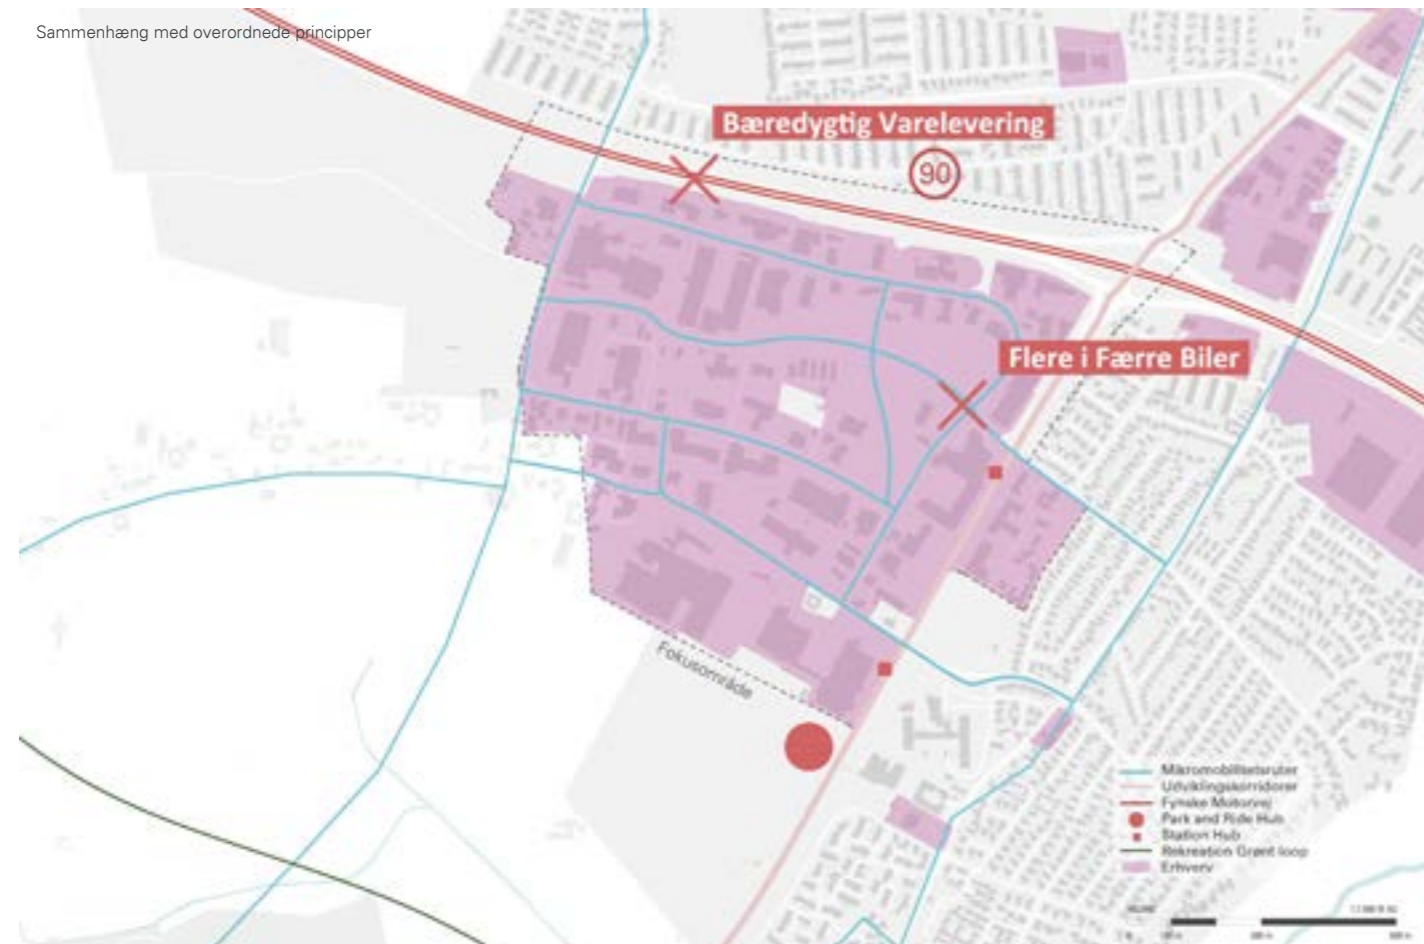 Sammenhæng med overordnede principper
Bæredygtig Varelevering
90
Flere i Færre Biler
Fokusområde
Mikromobilitetsruter
Udviklingskorridorer
Fynske Motorvej
Park and Ride Hub
Station Hub
Rekreation Grønt loop
Erhverv